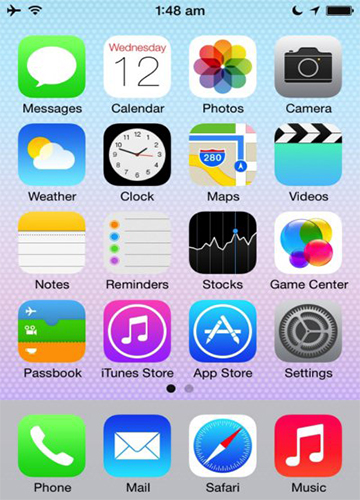 1:48 am
Wednesday
12
Messages Calendar Photos Camera
280
Weather Clock Maps Videos
Notes Reminders Stocks Game Center
Passbook iTunes Store App Store Settings
Phone Mail Safari Music